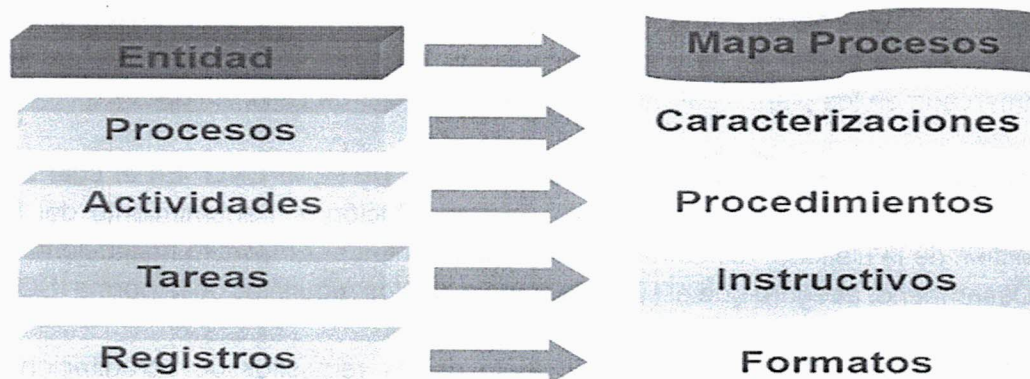 Entidad
Mapa Procesos
Procesos
Caracterizaciones
Actividades
Procedimientos
Tareas
Instructivos
Registros
Formatos